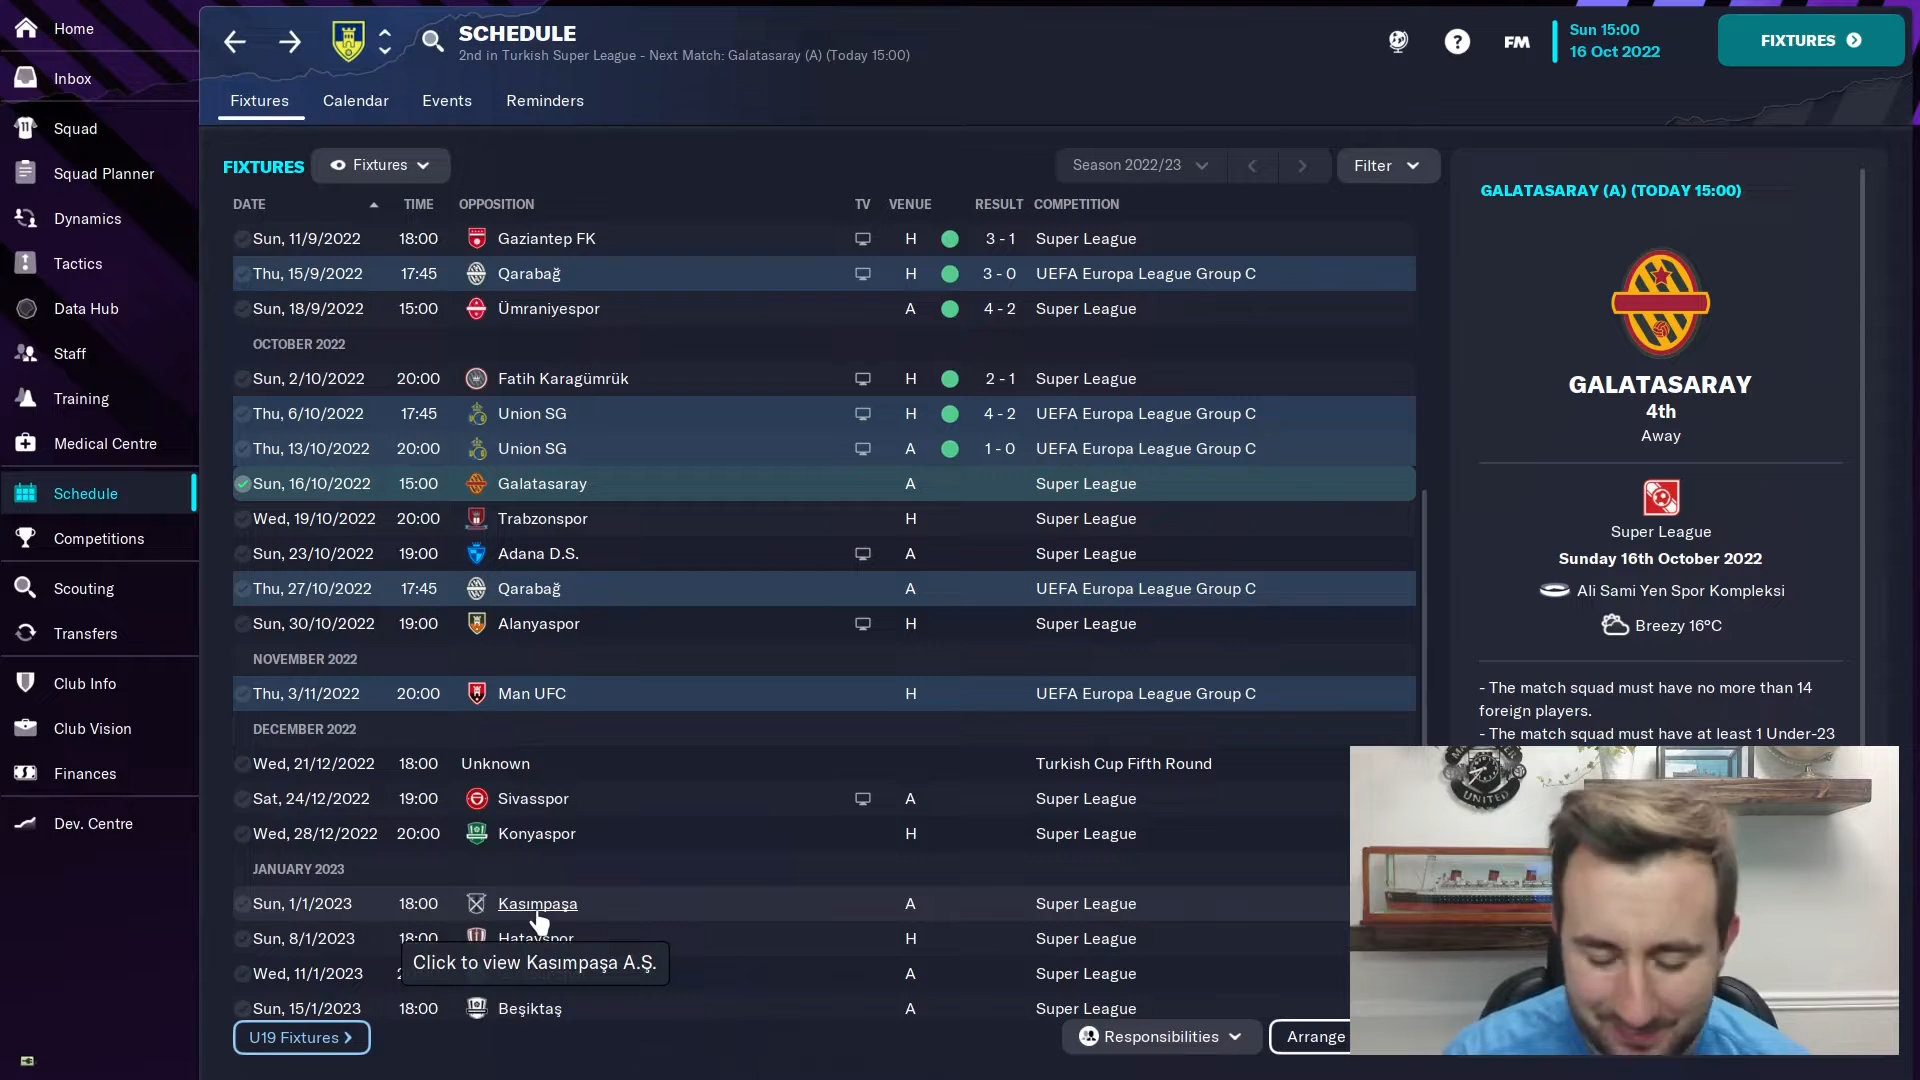 Home
Inbox
Squad
Squad Planner
Dynamics
Tactics
Data Hub
Staff
Training
Medical Centre
Schedule
Competitions
Scouting
Transfers
Club Info
Club Vision
Finances
Dev. Centre
SCHEDULE
2nd in Turkish Super League - Next Match: Galatasaray (A) (Today 15:00)
FM
Sun 15:00
16 Oct 2022
FIXTURES
Fixtures Calendar Events Reminders
FIXTURES Fixtures Season 2022/23 Filter
DATE TIME OPPOSITION TV VENUE RESULT COMPETITION
Sun, 11/9/2022 18:00 Gaziantep FK H 3 - 1 Super League
Thu, 15/9/2022 17:45 Qarabağ H 3 - 0 UEFA Europa League Group C
Sun, 18/9/2022 15:00 Ümraniyespor A 4 - 2 Super League
OCTOBER 2022
Sun, 2/10/2022 20:00 Fatih Karagümrük H 2 - 1 Super League
Thu, 6/10/2022 17:45 Union SG H 4 - 2 UEFA Europa League Group C
Thu, 13/10/2022 20:00 Union SG A 1 - 0 UEFA Europa League Group C
Sun, 16/10/2022 15:00 Galatasaray A Super League
Wed, 19/10/2022 20:00 Trabzonspor H Super League
Sun, 23/10/2022 19:00 Adana D.S. A Super League
Thu, 27/10/2022 17:45 Qarabağ A UEFA Europa League Group C
Sun, 30/10/2022 19:00 Alanyaspor H Super League
NOVEMBER 2022
Thu, 3/11/2022 20:00 Man UFC H UEFA Europa League Group C
DECEMBER 2022
Wed, 21/12/2022 18:00 Unknown Turkish Cup Fifth Round
Sat, 24/12/2022 19:00 Sivasspor A Super League
Wed, 28/12/2022 20:00 Konyaspor H Super League
JANUARY 2023
Sun, 1/1/2023 18:00 Kasımpaşa A Super League
Sun, 8/1/2023 18:00 Hatayspor H Super League
Click to view Kasımpaşa A.Ş.
Wed, 11/1/2023 A Super League
Sun, 15/1/2023 18:00 Beşiktaş A Super League
U19 Fixtures Responsibilities Arrange
GALATASARAY (A) (TODAY 15:00)
GALATASARAY
4th
Away
Super League
Sunday 16th October 2022
Ali Sami Yen Spor Kompleksi
Breezy 16°C
- The match squad must have no more than 14
foreign players.
- The match squad must have at least 1 Under-23
UNITED